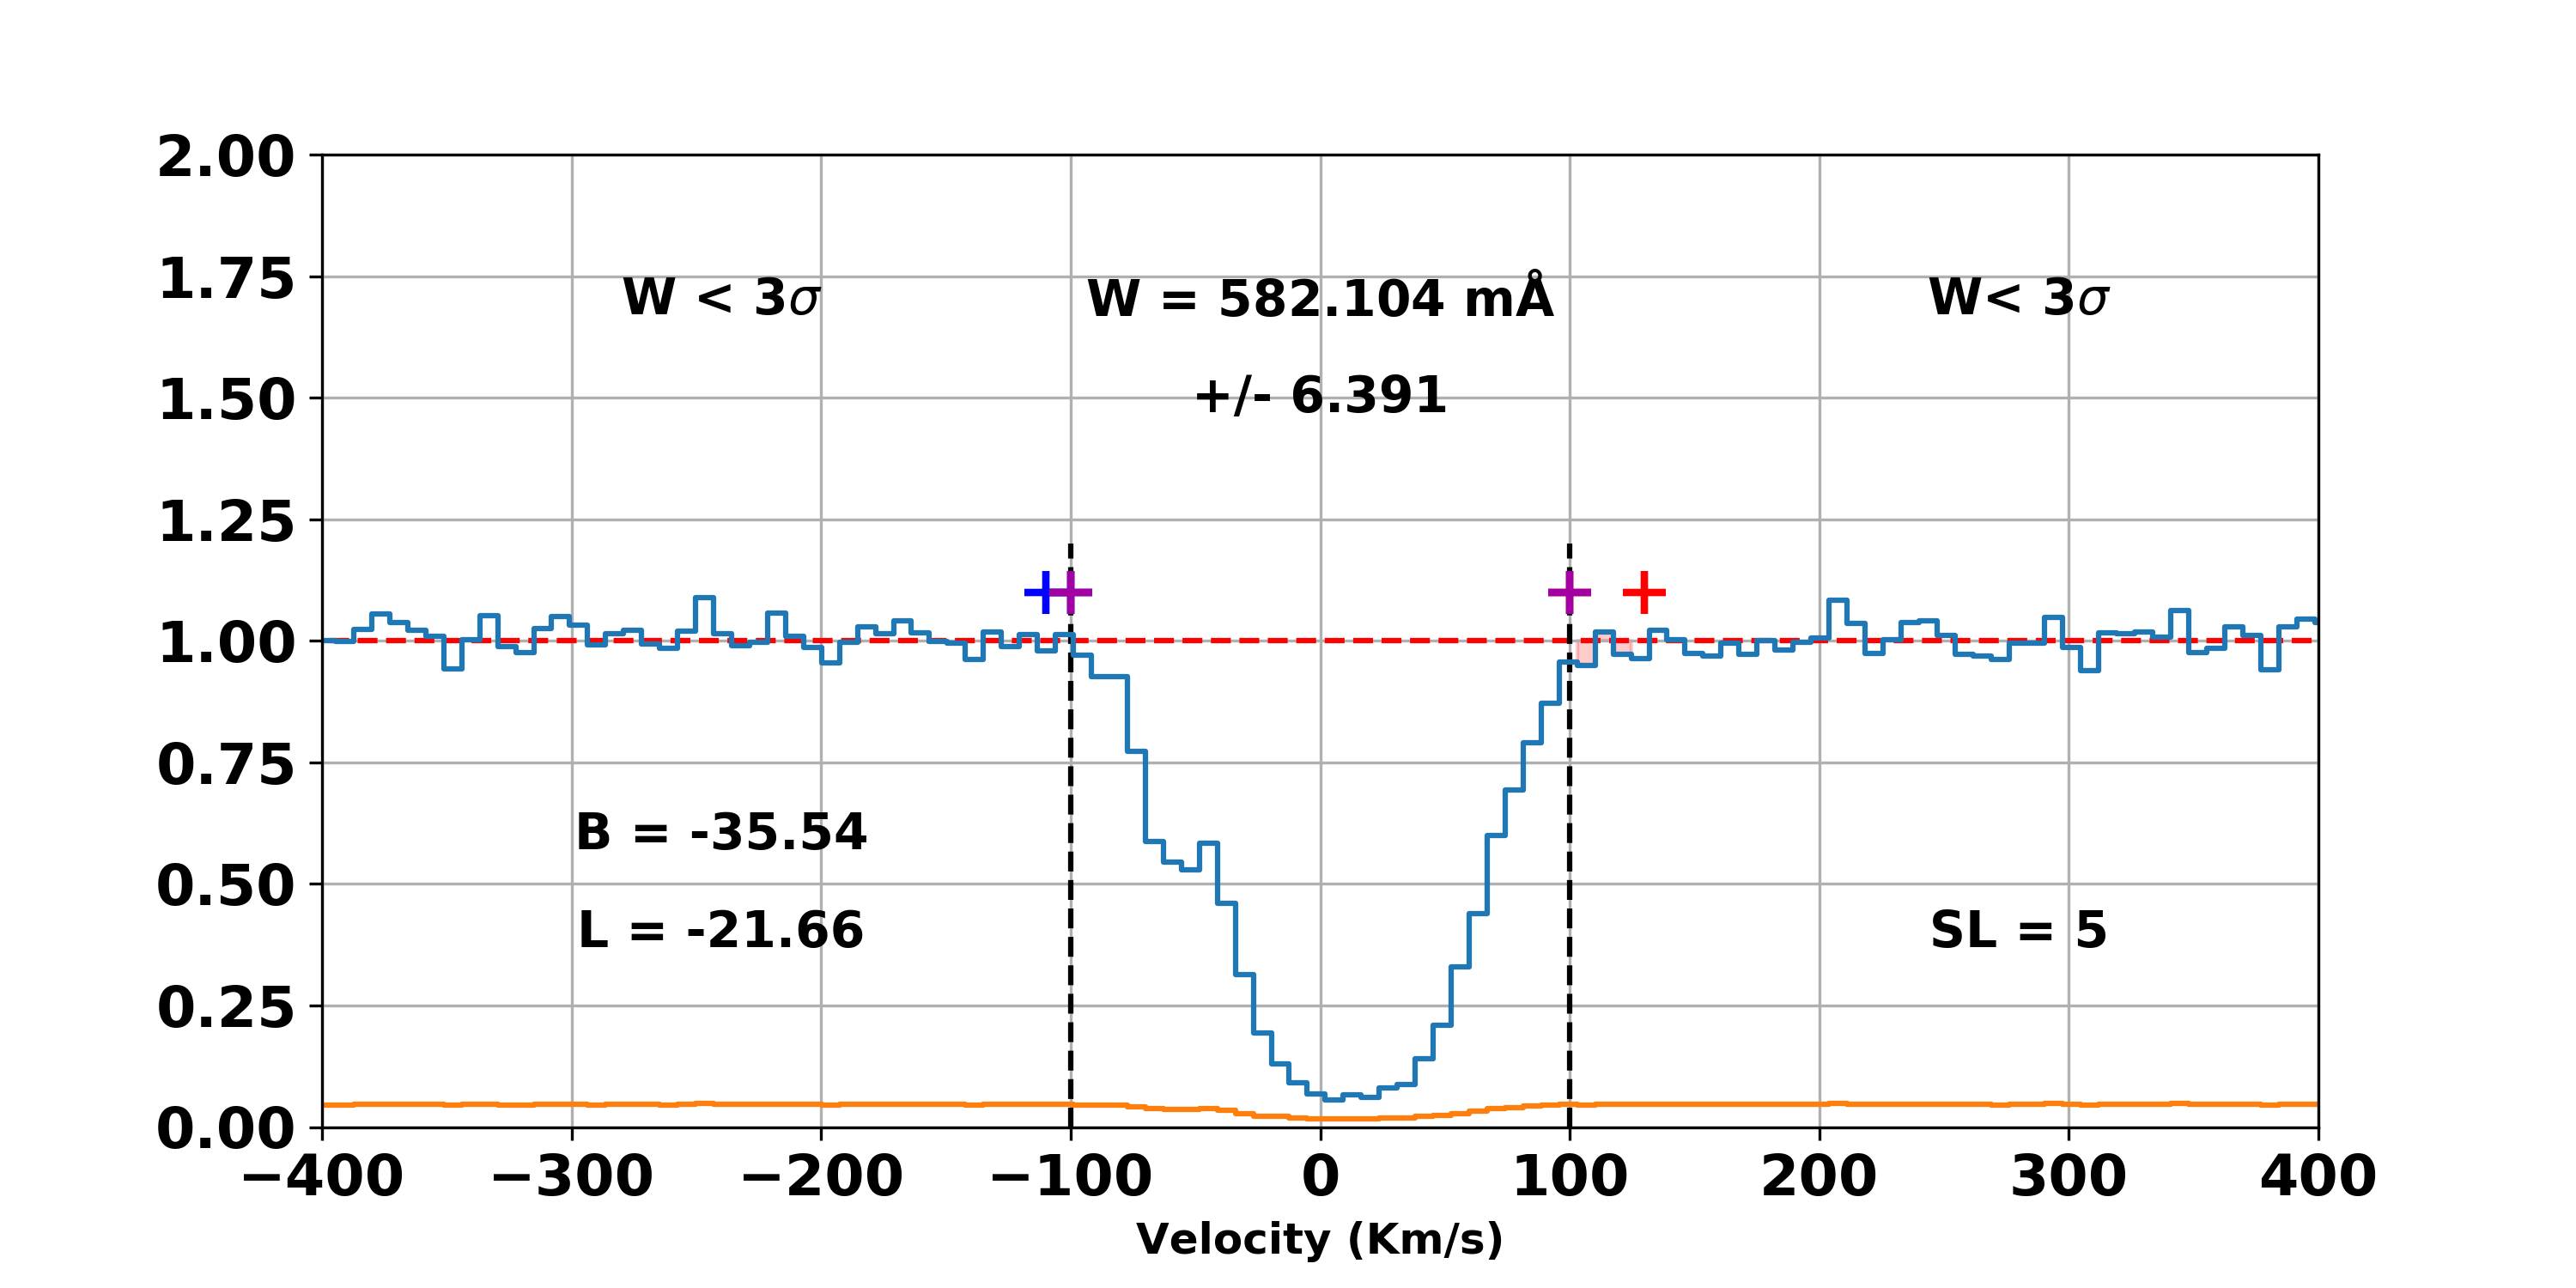 2.00
1.75
1.50
1.25
1.00
0.75
0.50
0.25
0.00
W < 3σ
W = 582.104 mÅ
+/- 6.391
W< 3σ
B = -35.54
L = -21.66
SL = 5
−400 −300 −200 −100 0 100 200 300 400
Velocity (Km/s)